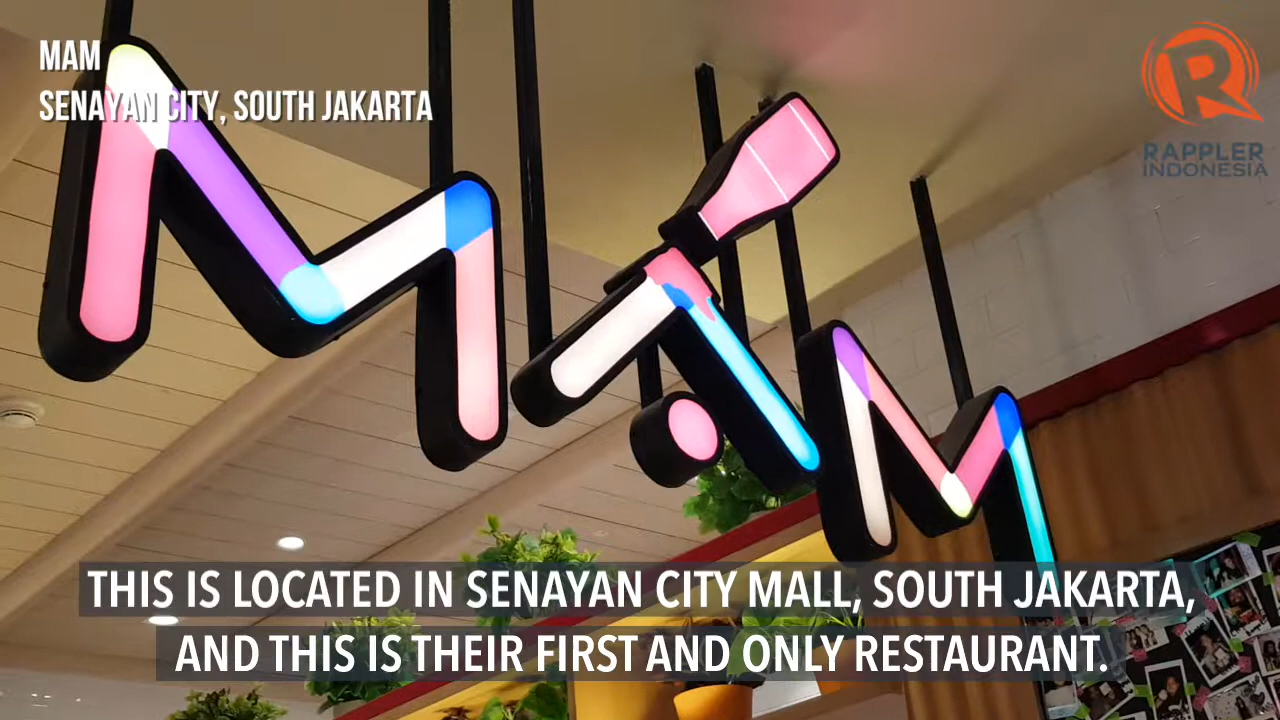 MAM
SENAYAN CITY, SOUTH JAKARTA
R
RAPPLER
INDONESIA
MAM
THIS IS LOCATED IN SENAYAN CITY MALL, SOUTH JAKARTA,
AND THIS IS THEIR FIRST AND ONLY RESTAURANT.